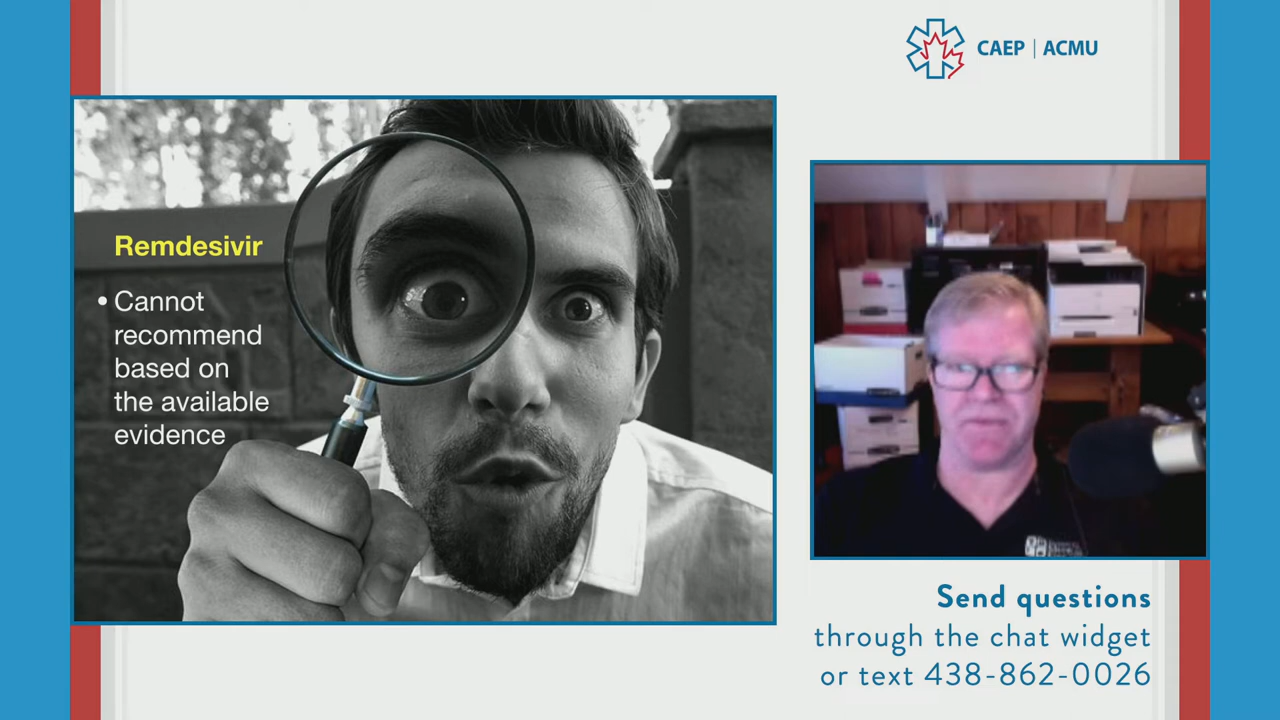 CAEP | ACMU
Remdesivir
• Cannot
recommend
based on
the available
evidence
Send questions
through the chat widget
or text 438-862-0026